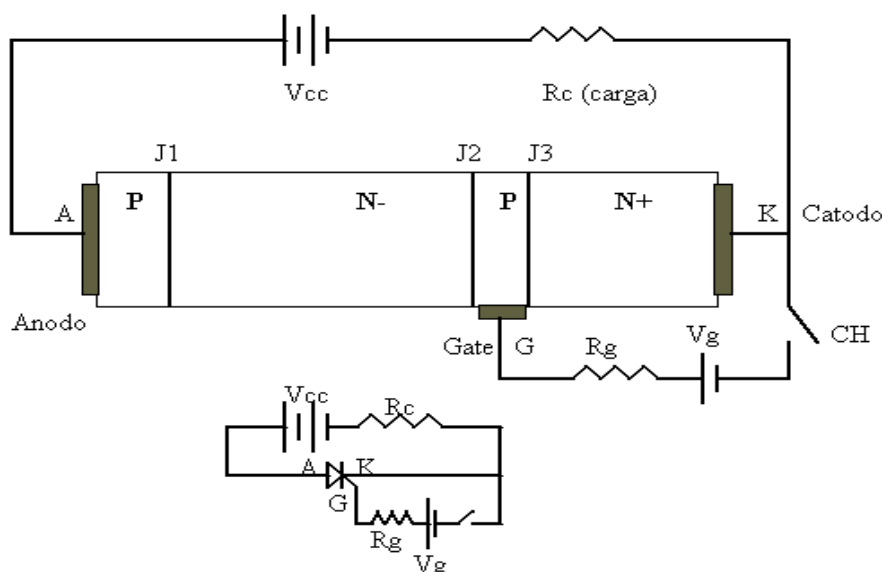 Vcc
Rc (carga)
J1
J2
J3
A
P
N-
P
N+
K
Catodo
Anodo
Gate
G
Rg
Vg
CH
Vcc
Rc
A
K
G
Rg
Vg